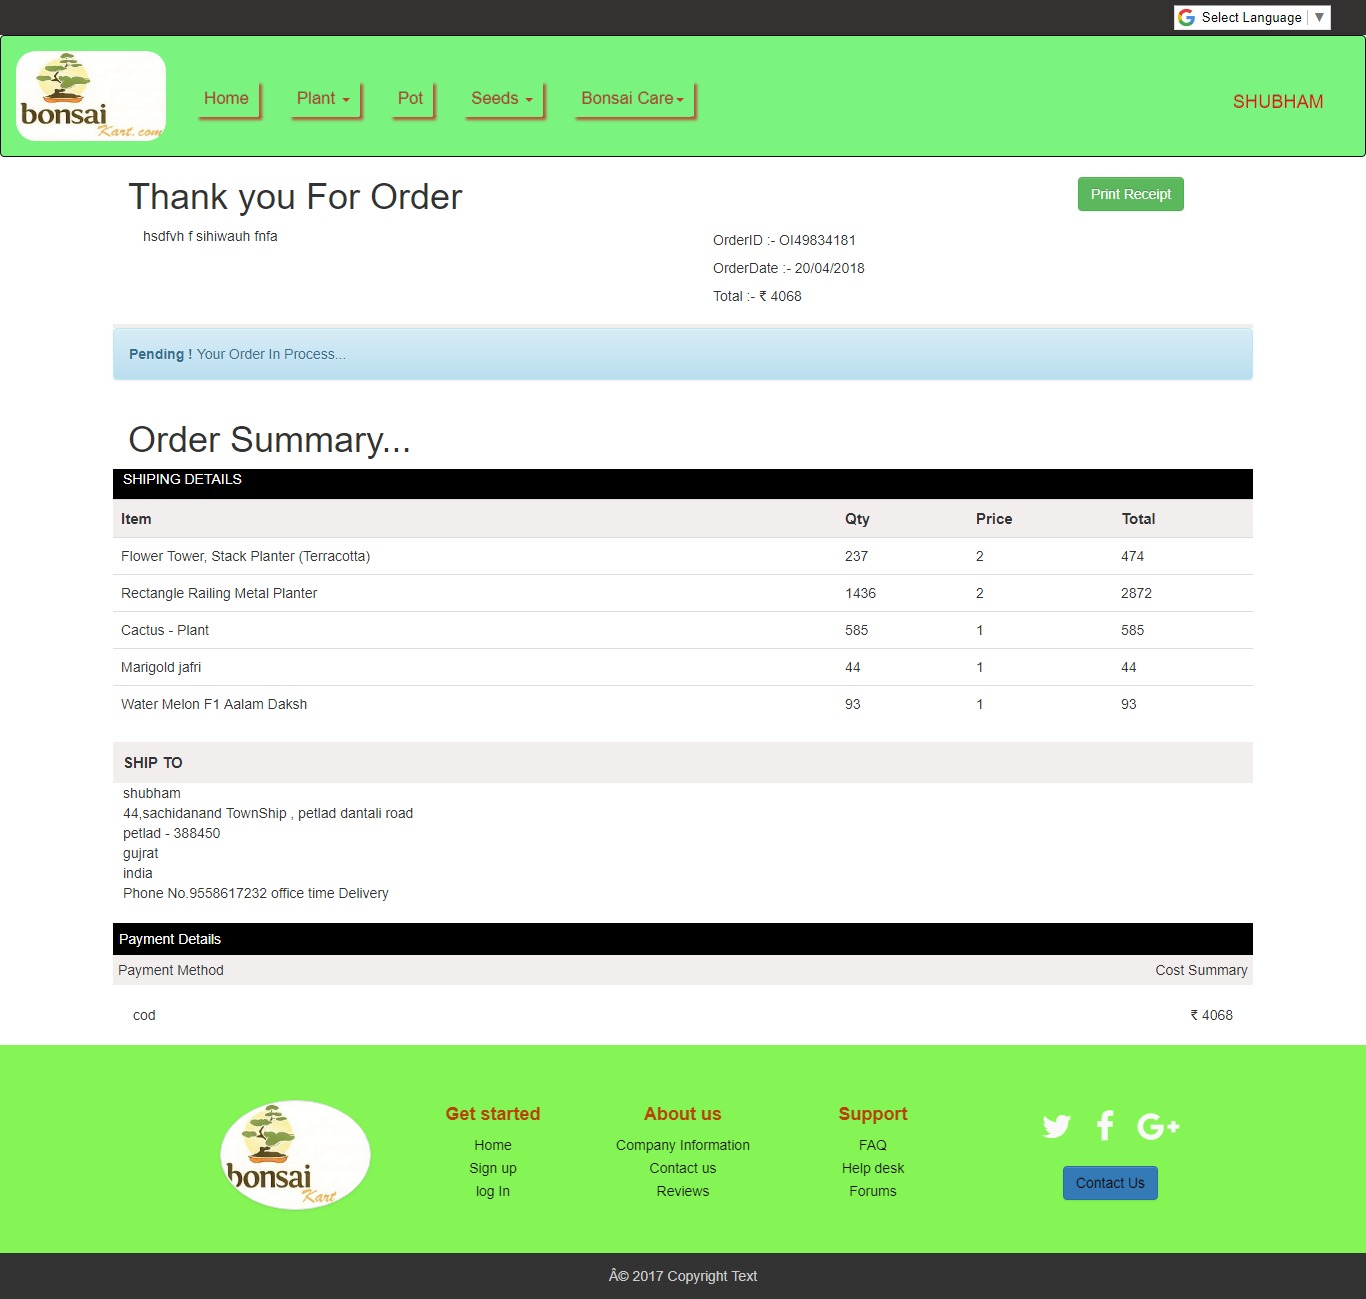 Select Language ▼
bonsai
Kart.com
Home
Plant
Pot
Seeds
Bonsai Care
SHUBHAM
Thank you For Order
Print Receipt
hsdfvh f sihiwauh fnfa
OrderID :- OI49834181
OrderDate :- 20/04/2018
Total :- ₹ 4068
Pending ! Your Order In Process...
Order Summary...
SHIPING DETAILS
Item Qty Price Total
Flower Tower, Stack Planter (Terracotta) 237 2 474
Rectangle Railing Metal Planter 1436 2 2872
Cactus - Plant 585 1 585
Marigold jafri 44 1 44
Water Melon F1 Aalam Daksh 93 1 93
SHIP TO
shubham
44,sachidanand TownShip , petlad dantali road
petlad - 388450
gujrat
india
Phone No.9558617232 office time Delivery
Payment Details
Payment Method Cost Summary
cod ₹ 4068
bonsai
Kart
Get started
Home
Sign up
log In
About us
Company Information
Contact us
Reviews
Support
FAQ
Help desk
Forums
Contact Us
Â© 2017 Copyright Text